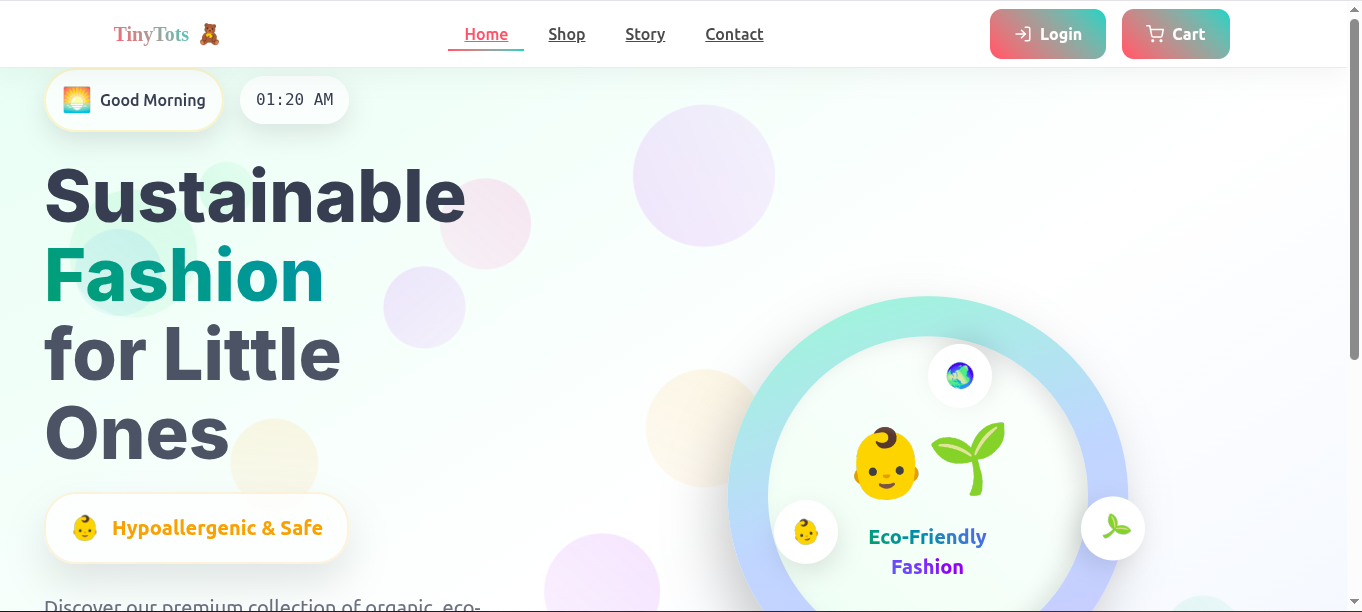 TinyTots
Home Shop Story Contact
Login
Cart
Good Morning
01:20 AM
Sustainable
Fashion
for Little
Ones
Hypoallergenic & Safe
Eco-Friendly
Fashion
Discover our premium collection of organic, eco-